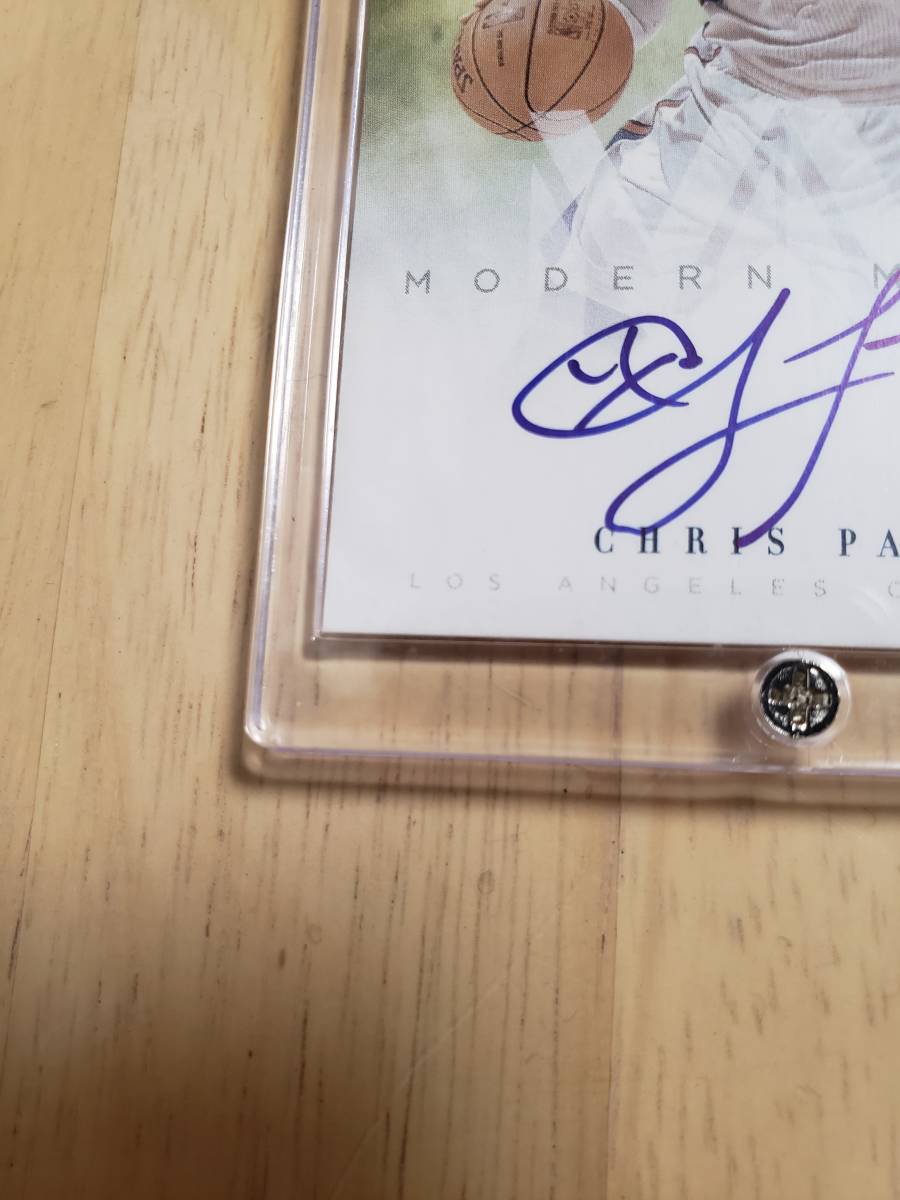 MODERN M
CHRIS PA
LOS ANGELES C